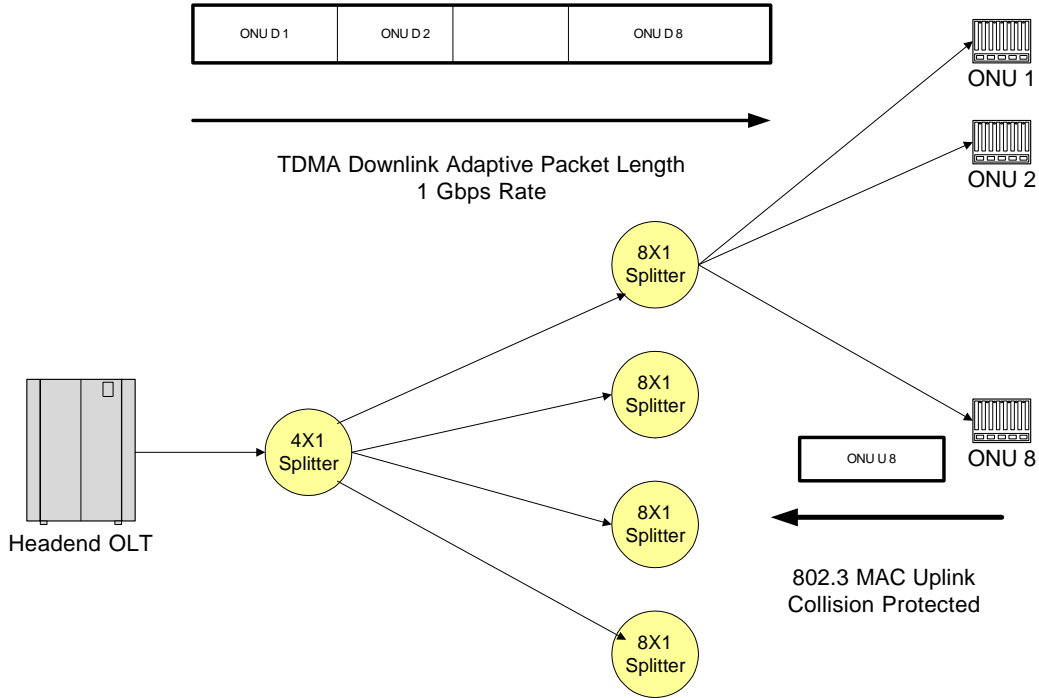 ONU D 1
ONU D 2
ONU D 8
TDMA Downlink Adaptive Packet Length
1 Gbps Rate
ONU 1
ONU 2
8X1
Splitter
8X1
Splitter
4X1
Splitter
Headend OLT
ONU U 8
ONU 8
8X1
Splitter
802.3 MAC Uplink
Collision Protected
8X1
Splitter